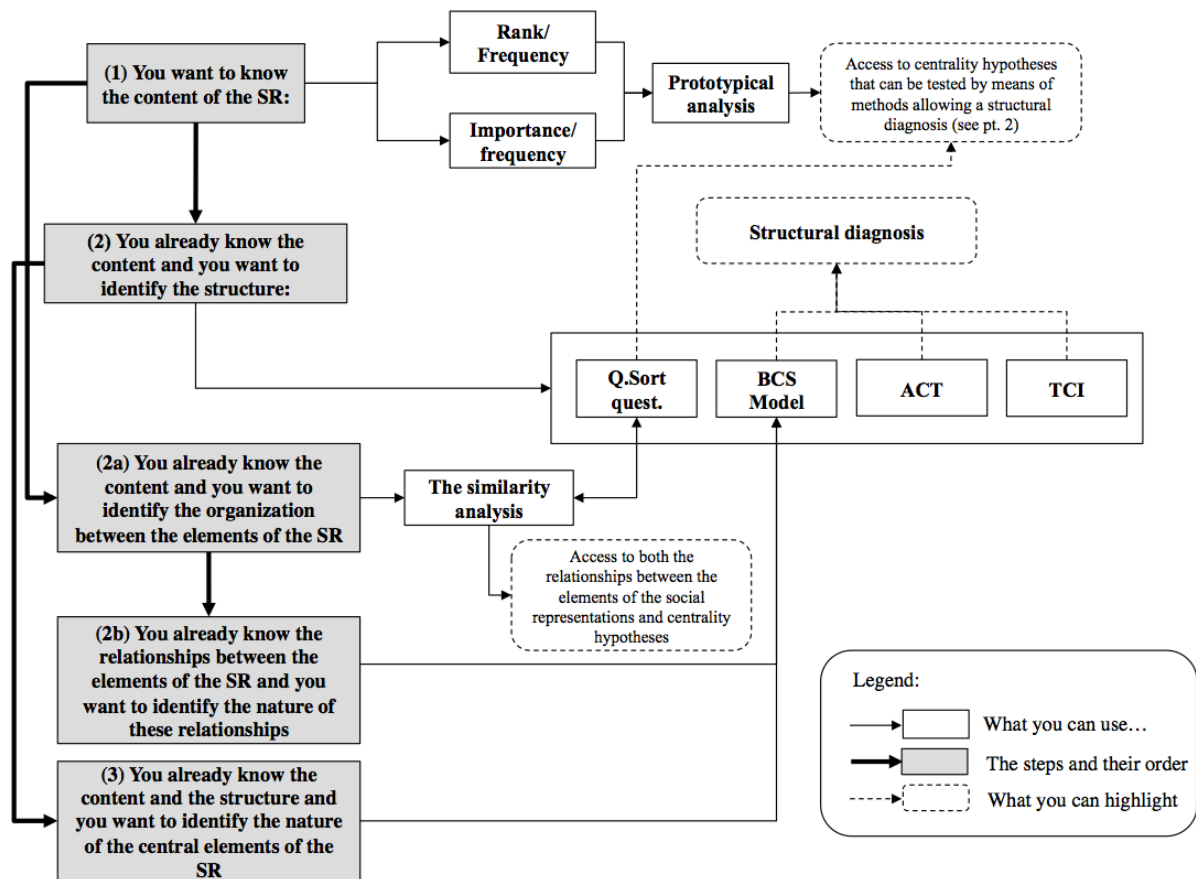 (1) You want to know
the content of the SR:
Rank/
Frequency
Importance/
frequency
Prototypical
analysis
Access to centrality hypotheses
that can be tested by means of
methods allowing a structural
diagnosis (see pt. 2)
(2) You already know the
content and you want to
identify the structure:
Structural diagnosis
Q.Sort
quest.
BCS
Model
ACT
TCI
(2a) You already know the
content and you want to
identify the organization
between the elements of the SR
The similarity
analysis
Access to both the
relationships between the
elements of the social
representations and centrality
hypotheses
(2b) You already know the
relationships between the
elements of the SR and you
want to identify the nature of
these relationships
(3) You already know the
content and the structure and
you want to identify the nature
of the central elements of the
SR
Legend:
What you can use…
The steps and their order
What you can highlight